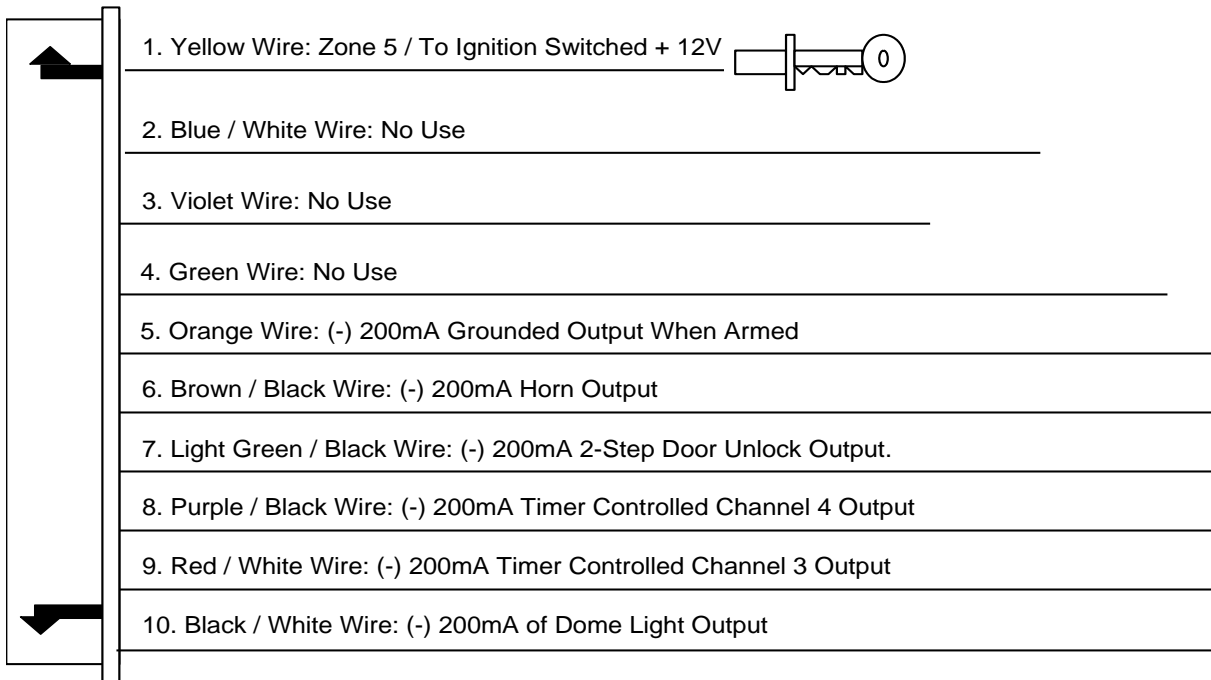 1. Yellow Wire: Zone 5 / To Ignition Switched + 12V
2. Blue / White Wire: No Use
3. Violet Wire: No Use
4. Green Wire: No Use
5. Orange Wire: (-) 200mA Grounded Output When Armed
6. Brown / Black Wire: (-) 200mA Horn Output
7. Light Green / Black Wire: (-) 200mA 2-Step Door Unlock Output.
8. Purple / Black Wire: (-) 200mA Timer Controlled Channel 4 Output
9. Red / White Wire: (-) 200mA Timer Controlled Channel 3 Output
10. Black / White Wire: (-) 200mA of Dome Light Output